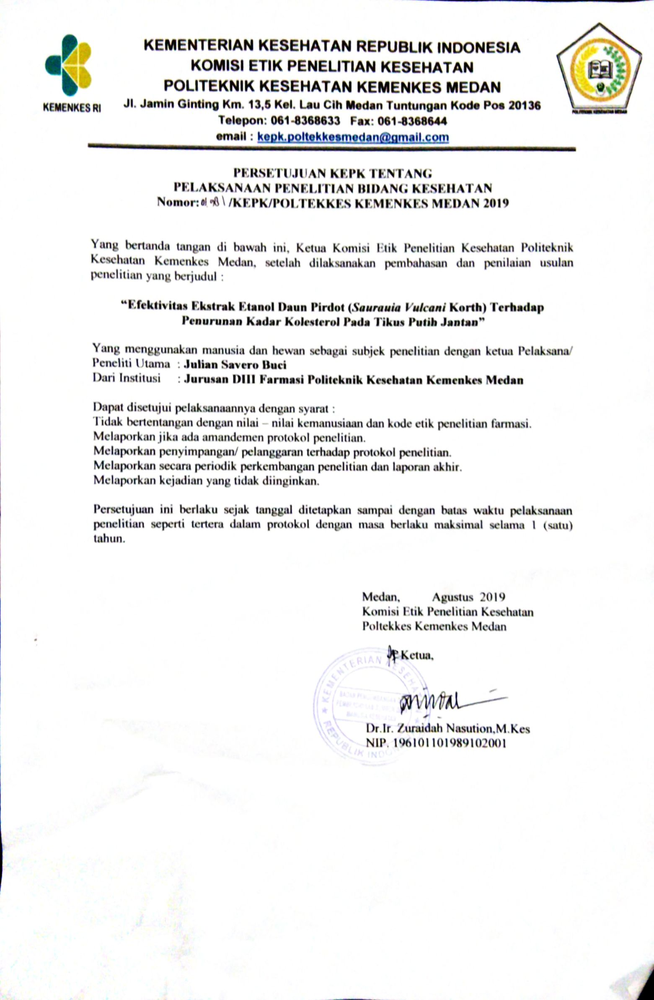 KEMENTERIAN KESEHATAN REPUBLIK INDONESIA
KOMISI ETIK PENELITIAN KESEHATAN
POLITEKNIK KESEHATAN KEMENKES MEDAN
Jl. Jamin Ginting Km. 13,5 Kel. Lau Cih Medan Tuntungan Kode Pos 20136
Telepon: 061-8368633 Fax: 061-8368644
email : kepk.poltekkesmedan@gmail.com
KEMENKES RI
POLITEKNIK KESEHATAN MEDAN
PERSETUJUAN KEPK TENTANG
PELAKSANAAN PENELITIAN BIDANG KESEHATAN
Nomor: /KEPK/POLTEKKES KEMENKES MEDAN 2019
Yang bertanda tangan di bawah ini, Ketua Komisi Etik Penelitian Kesehatan Politeknik
Kesehatan Kemenkes Medan, setelah dilaksanakan pembahasan dan penilaian usulan
penelitian yang berjudul :
“Efektivitas Ekstrak Etanol Daun Pirdot (Saurauia Vulcani Korth) Terhadap
Penurunan Kadar Kolesterol Pada Tikus Putih Jantan”
Yang menggunakan manusia dan hewan sebagai subjek penelitian dengan ketua Pelaksana/
Peneliti Utama : Julian Savero Buci
Dari Institusi : Jurusan DIII Farmasi Politeknik Kesehatan Kemenkes Medan
Dapat disetujui pelaksanaannya dengan syarat :
Tidak bertentangan dengan nilai – nilai kemanusiaan dan kode etik penelitian farmasi.
Melaporkan jika ada amandemen protokol penelitian.
Melaporkan penyimpangan/ pelanggaran terhadap protokol penelitian.
Melaporkan secara periodik perkembangan penelitian dan laporan akhir.
Melaporkan kejadian yang tidak diinginkan.
Persetujuan ini berlaku sejak tanggal ditetapkan sampai dengan batas waktu pelaksanaan
penelitian seperti tertera dalam protokol dengan masa berlaku maksimal selama 1 (satu)
tahun.
Medan, Agustus 2019
Komisi Etik Penelitian Kesehatan
Poltekkes Kemenkes Medan
Ketua,
KEMENTERIAN KESEHATAN
REPUBLIK INDONESIA
Dr.Ir. Zuraidah Nasution,M.Kes
NIP. 196101101989102001